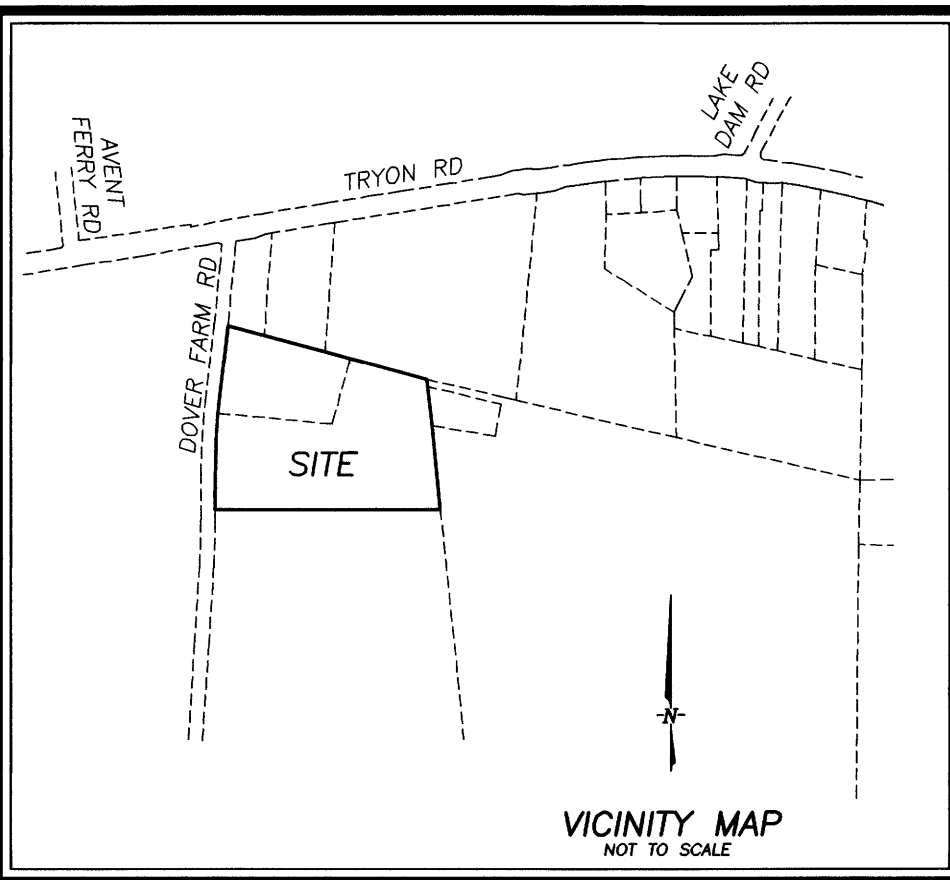 LAKE
DAM RD
AVENT
FERRY RD
TRYON RD
DOVER FARM RD
SITE
N
VICINITY MAP
NOT TO SCALE